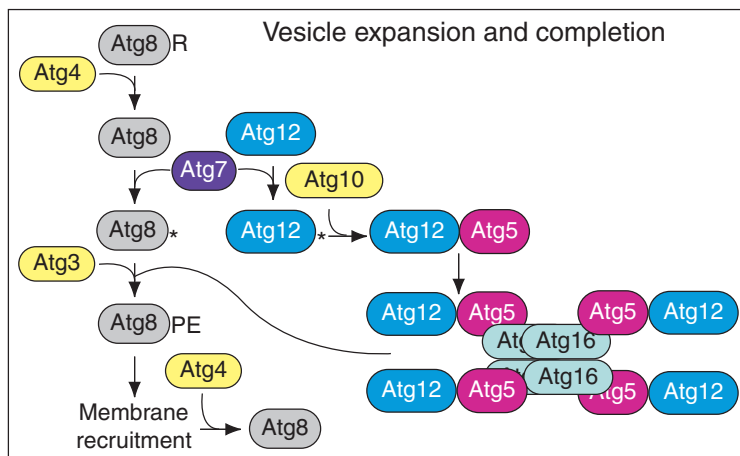 Vesicle expansion and completion
Atg8 R
Atg4
Atg8
Atg12
Atg7
Atg10
Atg8 *
Atg12 *
Atg12 Atg5
Atg3
Atg12 Atg5 Atg5 Atg12
Atg16
Atg8 PE
Atg4
Atg16
Atg12 Atg5 Atg5 Atg12
Membrane
recruitment
Atg8